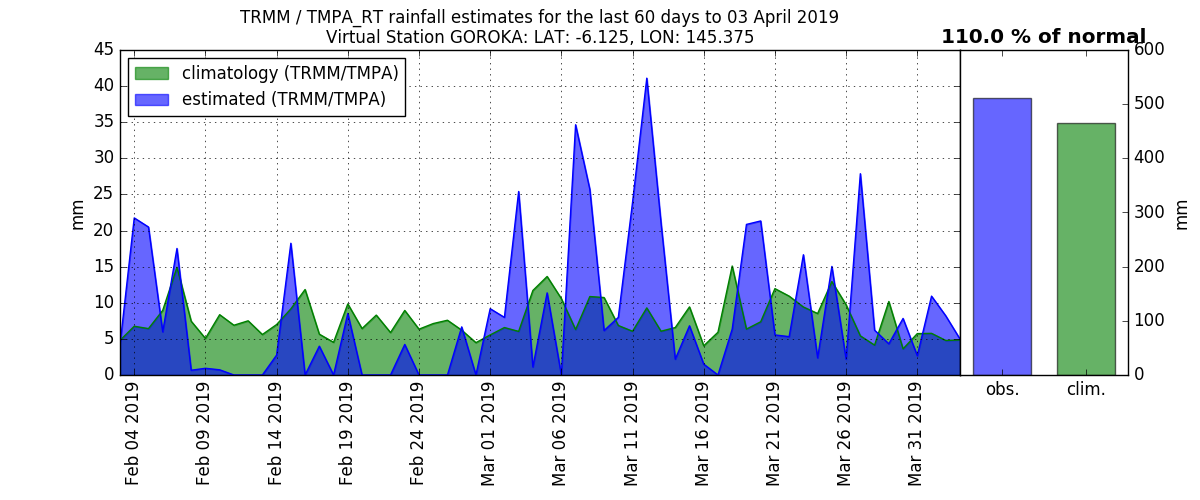 TRMM / TMPA_RT rainfall estimates for the last 60 days to 03 April 2019
Virtual Station GOROKA: LAT: -6.125, LON: 145.375
110.0 % of normal
climatology (TRMM/TMPA)
estimated (TRMM/TMPA)
45
40
35
30
25
20
15
10
5
0
mm
Feb 04 2019
Feb 09 2019
Feb 14 2019
Feb 19 2019
Feb 24 2019
Mar 01 2019
Mar 06 2019
Mar 11 2019
Mar 16 2019
Mar 21 2019
Mar 26 2019
Mar 31 2019
600
500
400
300
200
100
0
mm
obs.
clim.